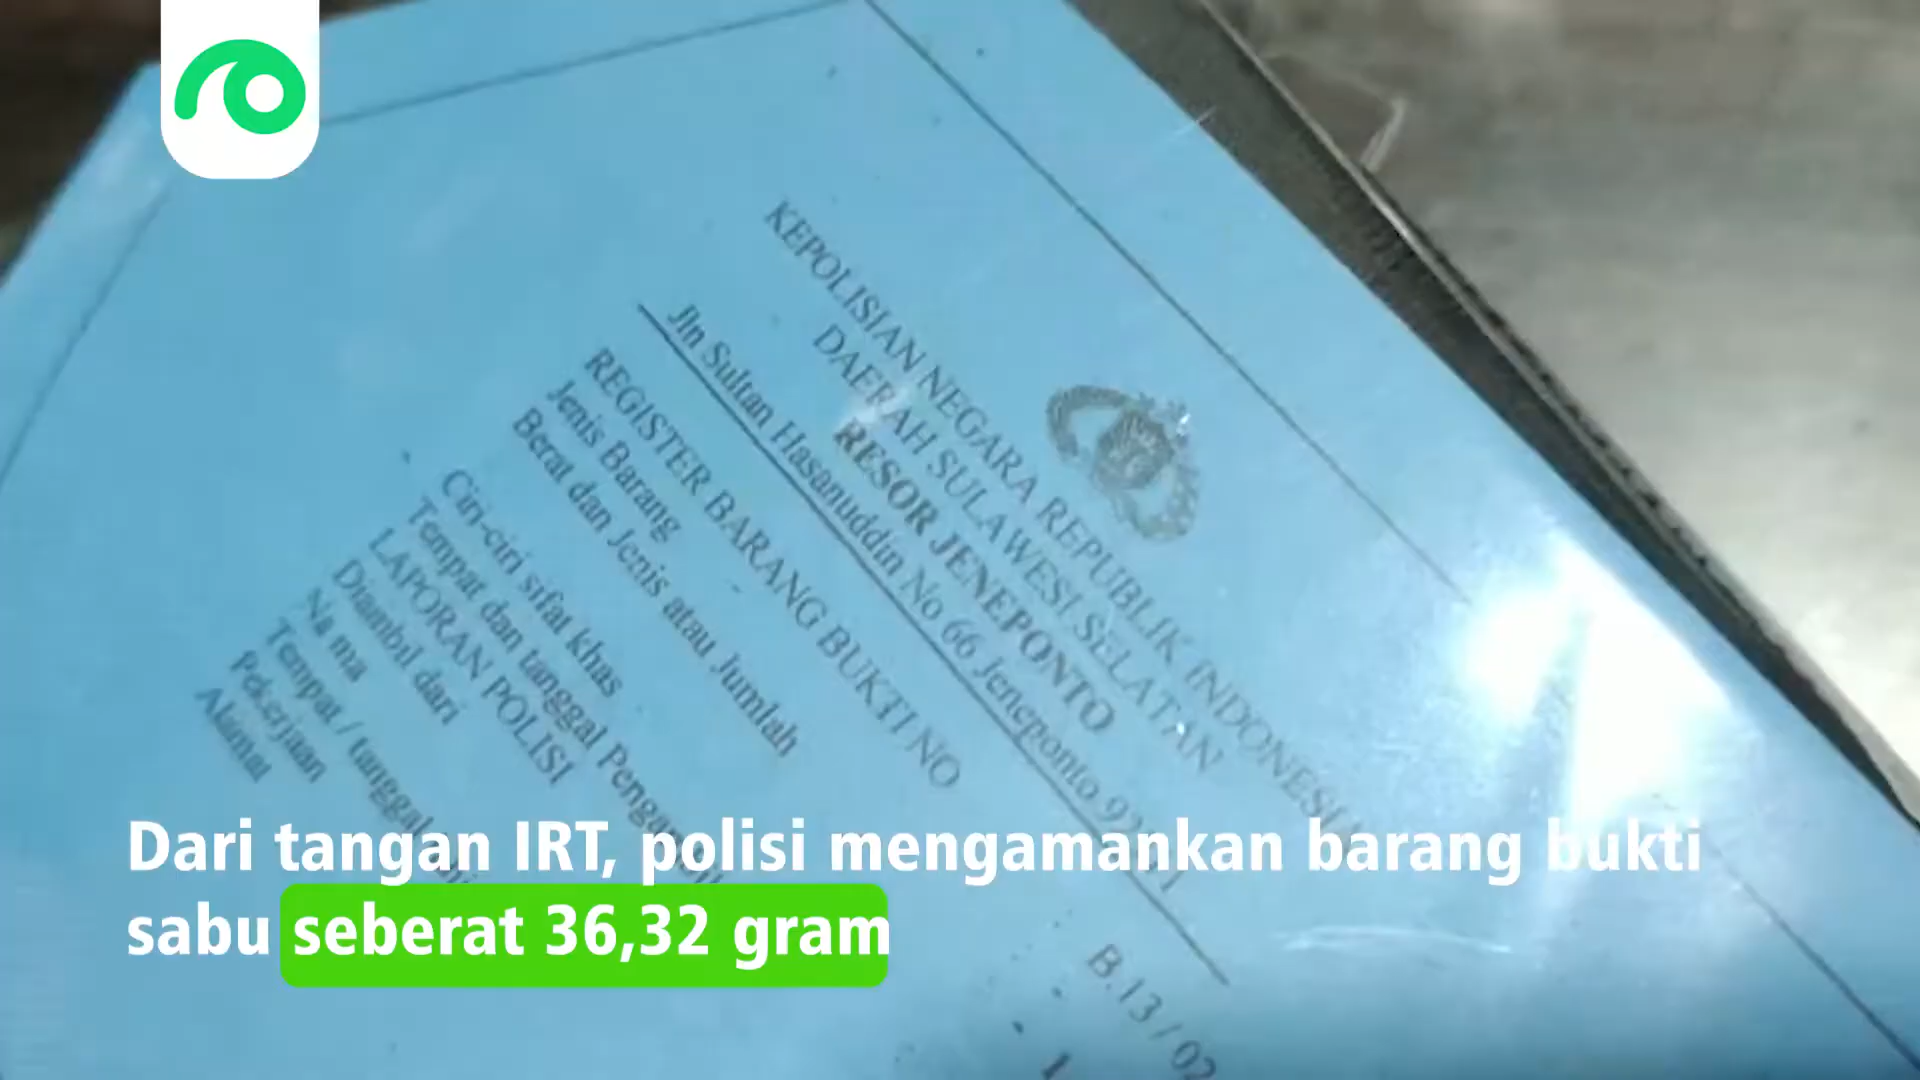 KEPOLISIAN NEGARA REPUBLIK INDONESIA
DAERAH SULAWESI SELATAN
RESOR JENEPONTO
Jln Sultan Hasanuddin No 66 Jeneponto
REGISTER BARANG BUKTI NO
B.13 / 02
Jenis Barang
Berat dan Jenis atau Jumlah
Ciri-ciri sifat khas
Tempat dan tanggal
LAPORAN POLISI
Diambil dari
Na ma
Tempat / tanggal
Pekerjaan
Alamat
Dari tangan IRT, polisi mengamankan barang bukti
sabu seberat 36,32 gram